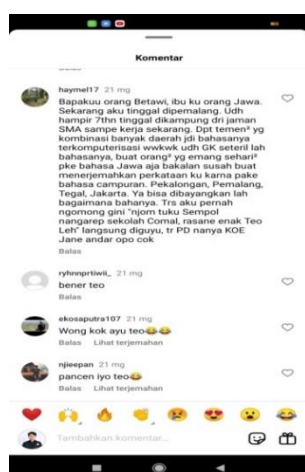 Komentar
Balas
haymel17 21 mg
Bapakuu orang Betawi, ibu ku orang Jawa.
Sekarang aku tinggal dipemalang. Udh
hampir 7thn tinggal dikampung dri jaman
SMA sampe kerja sekarang. Dpt temen² yg
kombinasi banyak daerah jdi bahasanya
terkomputerisasi wwkwk udh GK seteril lah
bahasanya, buat orang² yg emang sehari²
pke bahasa Jawa aja bakalan susah buat
menerjemahkan perkataan ku karna pake
bahasa campuran. Pekalongan, Pemalang,
Tegal, Jakarta. Ya bisa dibayangkan lah
bagaimana bahanya. Trs aku pernah
ngomong gini "njom tuku Sempol
nangarep sekolah Comal, rasane enak Teo
Leh" langsung diguyu, tr PD nanya KOE
Jane andar opo cok
Balas
ryhnnprtiwii_ 21 mg
bener teo
Balas
ekosaputra107 21 mg
Wong kok ayu teo😂😂
Balas Lihat terjemahan
njieepan 21 mg
pancen iyo teo😂
Balas Lihat terjemahan
Tambahkan komentar...